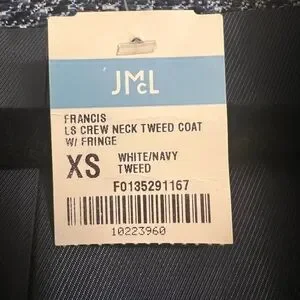 JMcL
FRANCIS
LS CREW NECK TWEED COAT
W/ FRINGE
XS WHITE/NAVY
TWEED
F0135291167
10223960